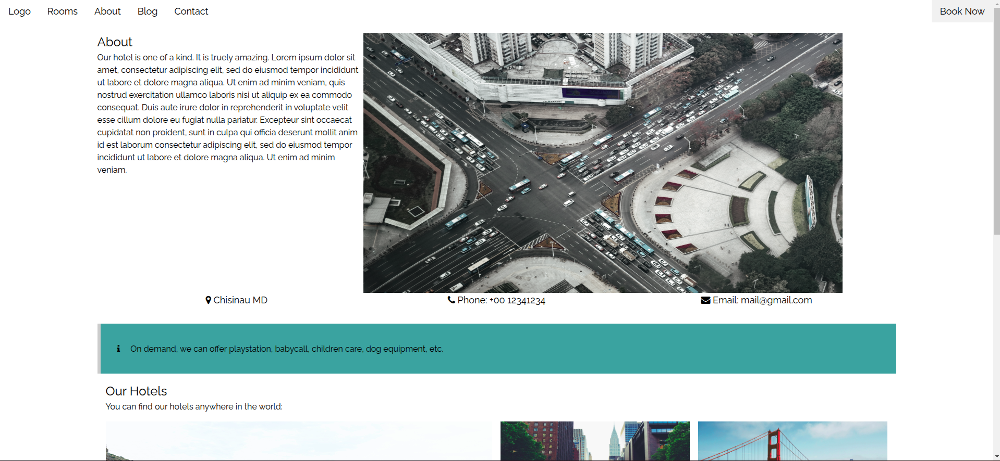 Logo Rooms About Blog Contact Book Now
About
Our hotel is one of a kind. It is truely amazing. Lorem ipsum dolor sit
amet, consectetur adipiscing elit, sed do eiusmod tempor incididunt
ut labore et dolore magna aliqua. Ut enim ad minim veniam, quis
nostrud exercitation ullamco laboris nisi ut aliquip ex ea commodo
consequat. Duis aute irure dolor in reprehenderit in voluptate velit
esse cillum dolore eu fugiat nulla pariatur. Excepteur sint occaecat
cupidatat non proident, sunt in culpa qui officia deserunt mollit anim
id est laborum consectetur adipiscing elit, sed do eiusmod tempor
incididunt ut labore et dolore magna aliqua. Ut enim ad minim
veniam.
Chisinau MD Phone: +00 12341234 Email: mail@gmail.com
On demand, we can offer playstation, babycall, children care, dog equipment, etc.
Our Hotels
You can find our hotels anywhere in the world: